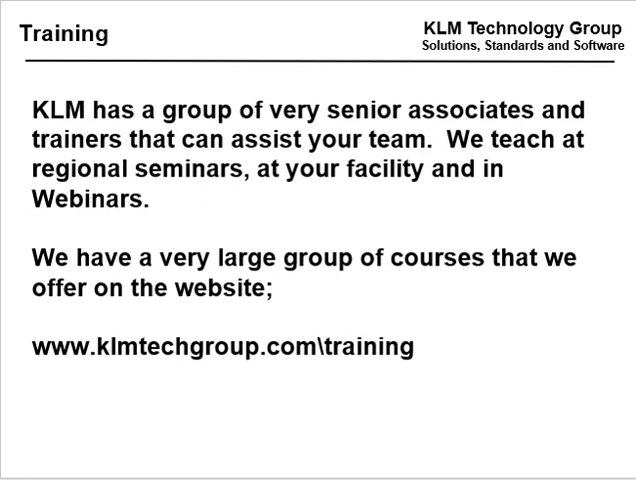 Training
KLM Technology Group
Solutions, Standards and Software
KLM has a group of very senior associates and
trainers that can assist your team.  We teach at
regional seminars, at your facility and in
Webinars.
We have a very large group of courses that we
offer on the website;
www.klmtechgroup.com\training